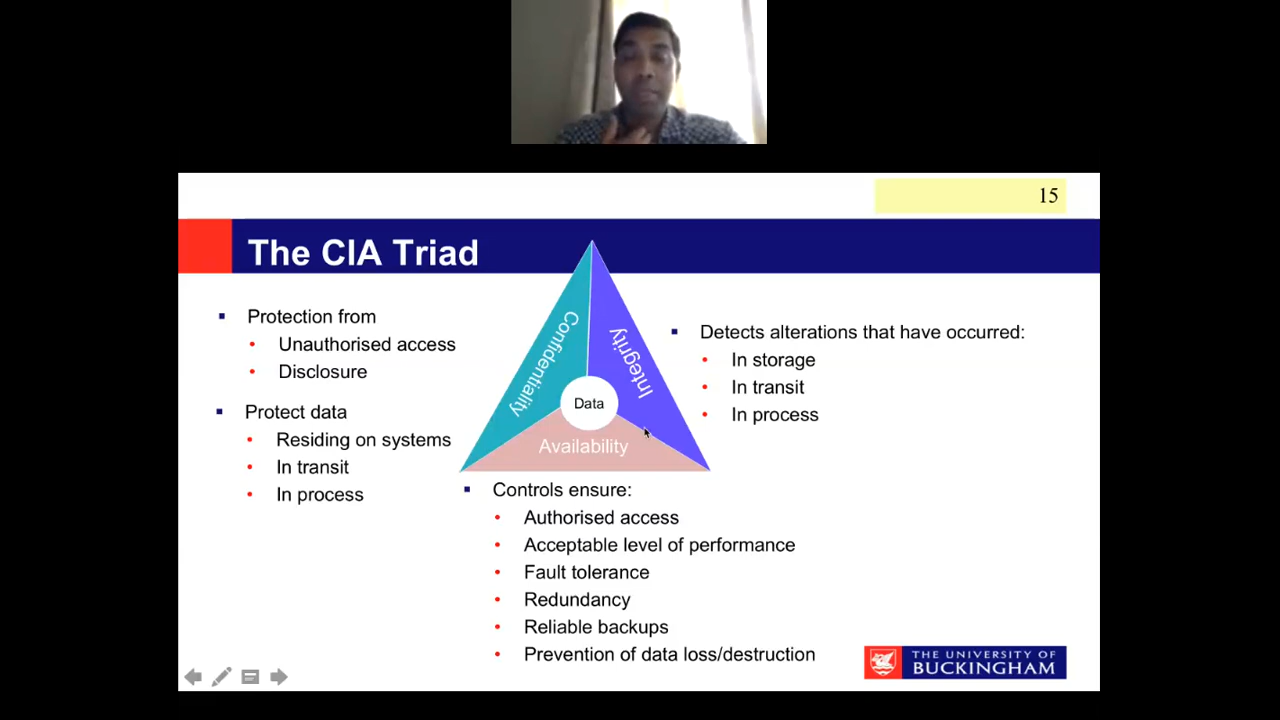 15
The CIA Triad
Protection from
Unauthorised access
Disclosure
Protect data
Residing on systems
In transit
In process
Confidentiality
Integrity
Data
Availability
Detects alterations that have occurred:
In storage
In transit
In process
Controls ensure:
Authorised access
Acceptable level of performance
Fault tolerance
Redundancy
Reliable backups
Prevention of data loss/destruction
THE UNIVERSITY OF
BUCKINGHAM